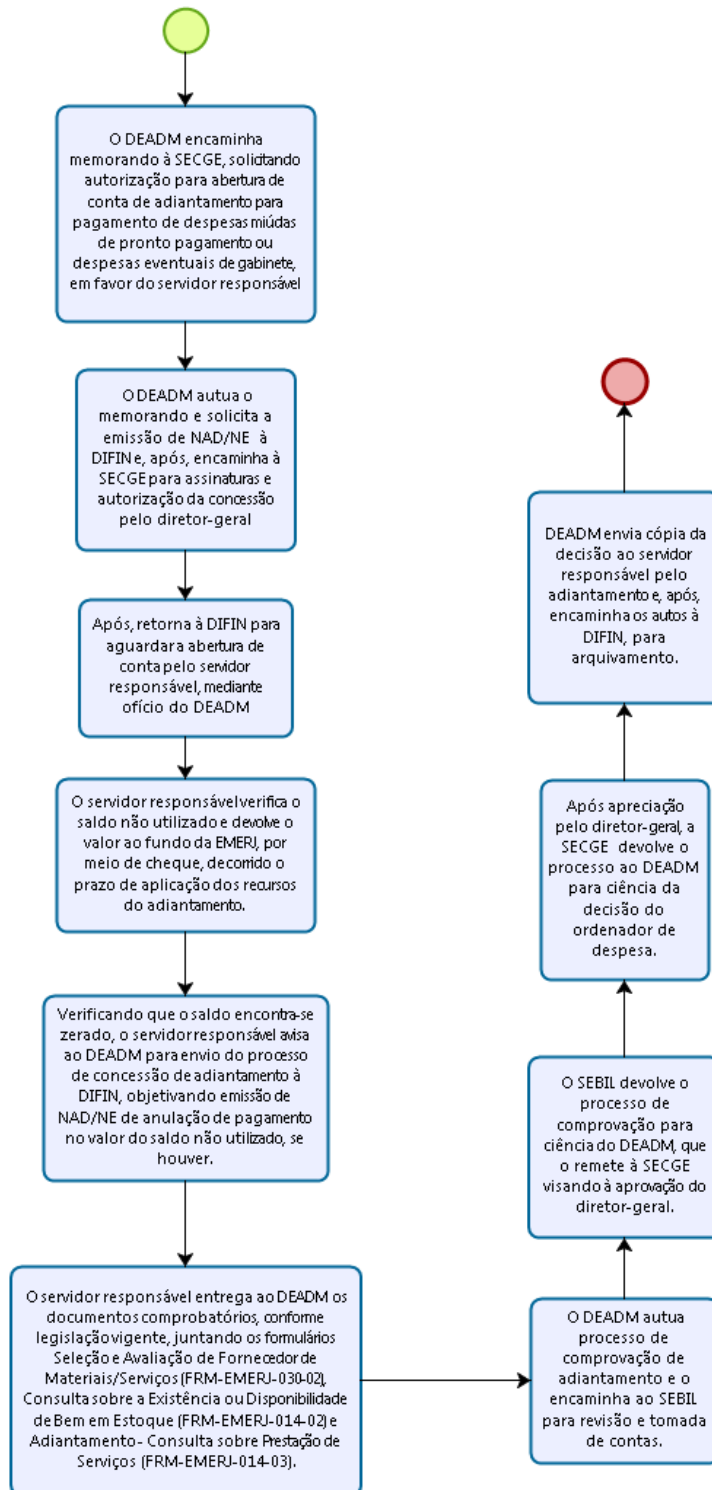 O DEADM encaminha
memorando à SECGE, solicitando
autorização para abertura de
conta de adiantamento para
pagamento de despesas miúdas
de pronto pagamento ou
despesas eventuais de gabinete,
em favor do servidor responsável
O DEADM autua o
memorando e solicita a
emissão de NAD/NE à
DIFIN e, após, encaminha à
SECGE para assinaturas e
autorização da concessão
pelo diretor-geral
Após, retorna à DIFIN para
aguardar a abertura de
conta pelo servidor
responsável, mediante
ofício do DEADM
O servidor responsável verifica o
saldo não utilizado e devolve o
valor ao fundo da EMERJ, por
meio de cheque, decorrido o
prazo de aplicação dos recursos
do adiantamento.
Verificando que o saldo encontra-se
zerado, o servidor responsável avisa
ao DEADM para envio do processo
de concessão de adiantamento à
DIFIN, objetivando emissão de
NAD/NE de anulação de pagamento
no valor do saldo não utilizado, se
houver.
O servidor responsável entrega ao DEADM os
documentos comprobatórios, conforme
legislação vigente, juntando os formulários
Seleção e Avaliação de Fornecedor de
Materiais/Serviços (FRM-EMERJ-030-02),
Consulta sobre a Existência ou Disponibilidade
de Bem em Estoque (FRM-EMERJ-014-02) e
Adiantamento - Consulta sobre Prestação de
Serviços (FRM-EMERJ-014-03).
O DEADM autua
processo de
comprovação de
adiantamento e o
encaminha ao SEBIL
para revisão e tomada
de contas.
O SEBIL devolve o
processo de
comprovação para
ciência do DEADM, que
o remete à SECGE
visando à aprovação do
diretor-geral.
Após apreciação
pelo diretor-geral, a
SECGE devolve o
processo ao DEADM
para ciência da
decisão do
ordenador de
despesa.
DEADM envia cópia da
decisão ao servidor
responsável pelo
adiantamento e, após,
encaminha os autos à
DIFIN, para
arquivamento.